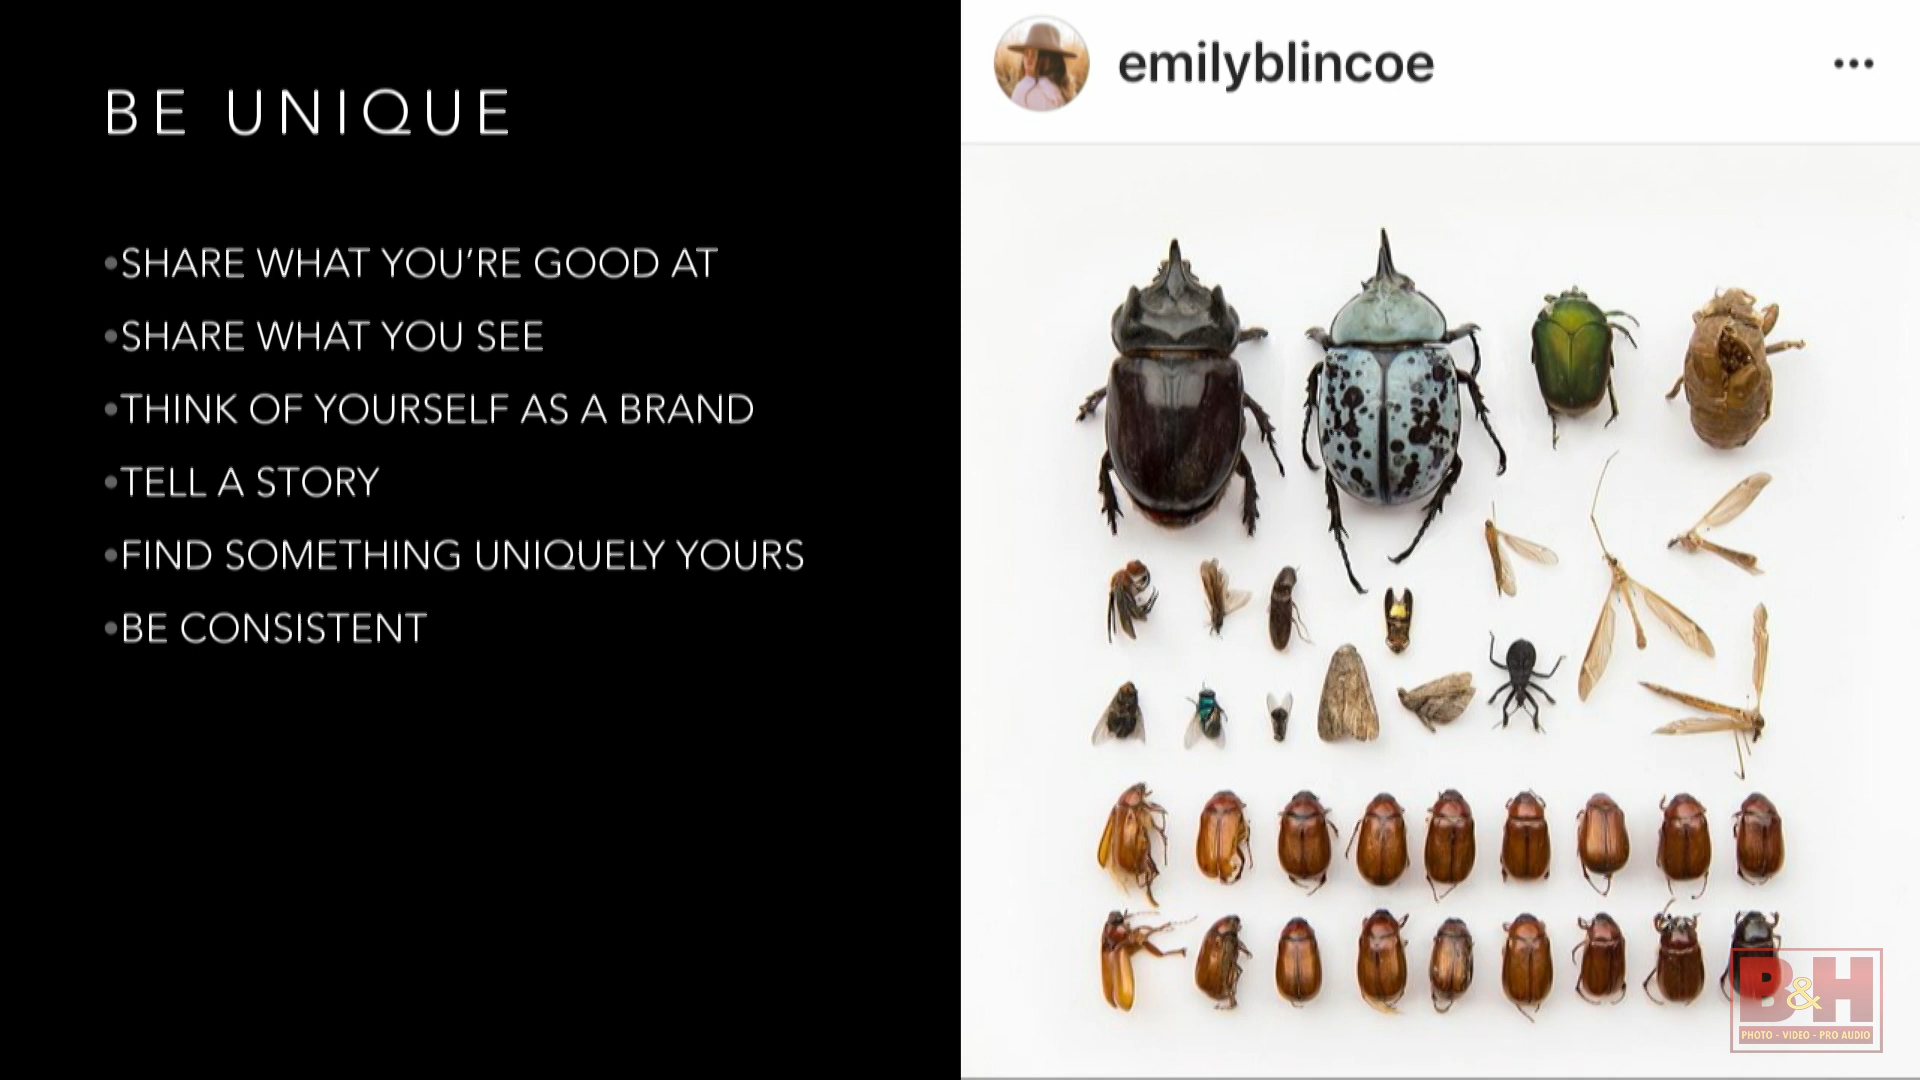 BE UNIQUE
•SHARE WHAT YOU’RE GOOD AT
•SHARE WHAT YOU SEE
•THINK OF YOURSELF AS A BRAND
•TELL A STORY
•FIND SOMETHING UNIQUELY YOURS
•BE CONSISTENT
emilyblincoe
B&H
PHOTO - VIDEO - PRO AUDIO